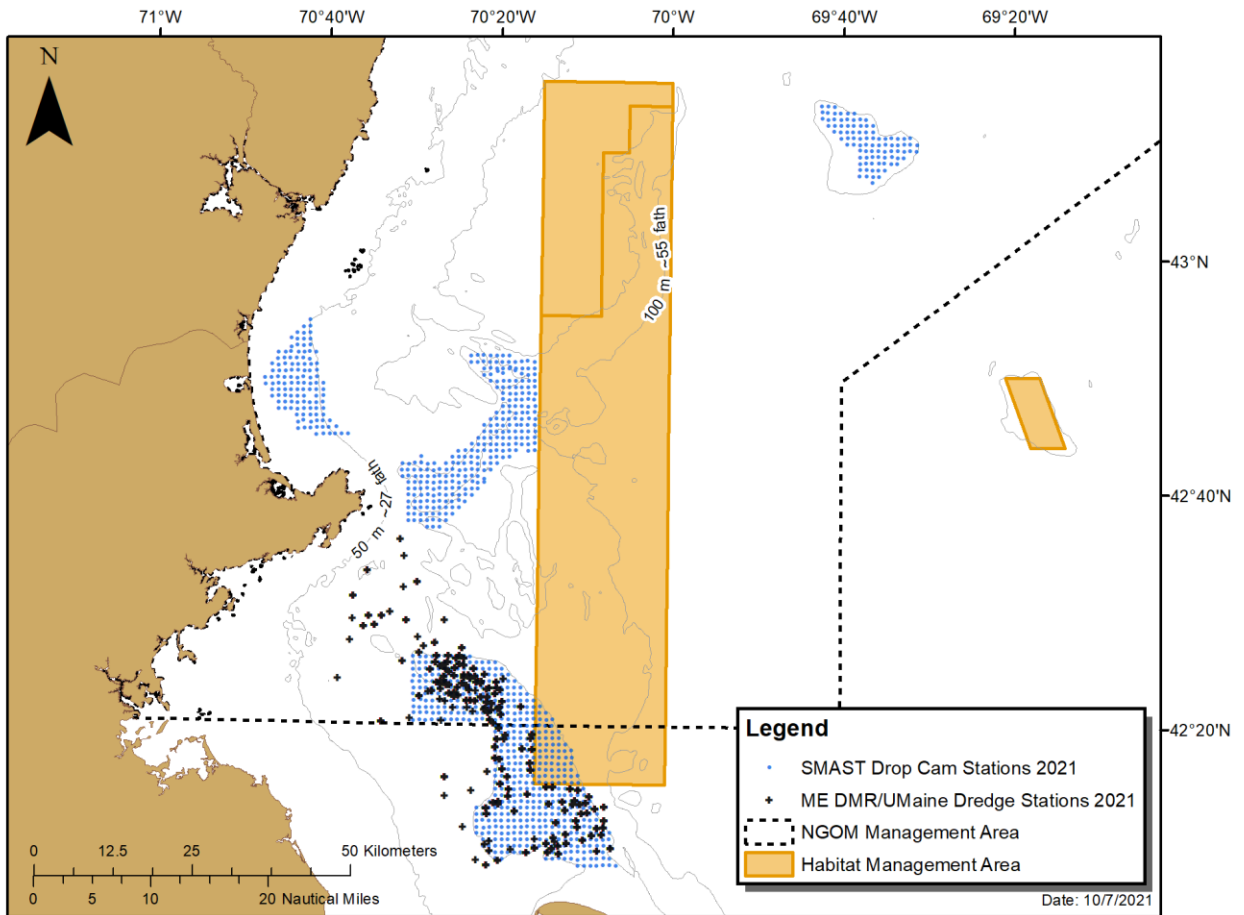 71°W 70°40'W 70°20'W 70°W 69°40'W 69°20'W
N
100 m ~55 fath
43°N
50 m ~27 fath
42°40'N
42°20'N
Legend
SMAST Drop Cam Stations 2021
ME DMR/UMaine Dredge Stations 2021
NGOM Management Area
Habitat Management Area
0 12.5 25 50 Kilometers
0 5 10 20 Nautical Miles
Date: 10/7/2021